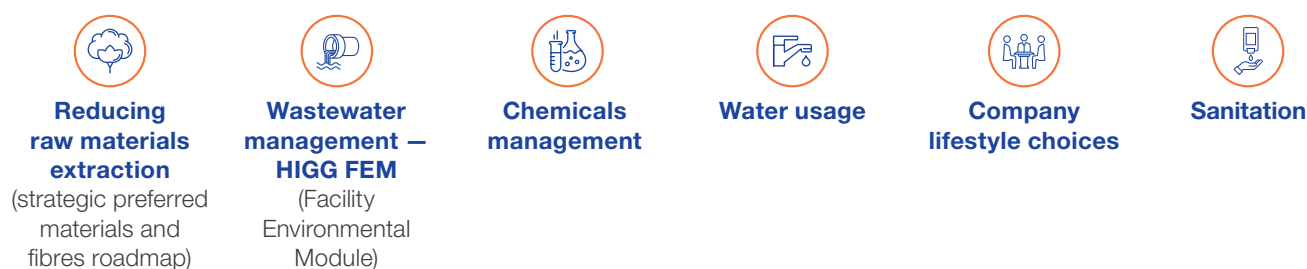 Reducing
raw materials
extraction
(strategic preferred
materials and
fibres roadmap)
Wastewater
management —
HIGG FEM
(Facility
Environmental
Module)
Chemicals
management
Water usage
Company
lifestyle choices
Sanitation